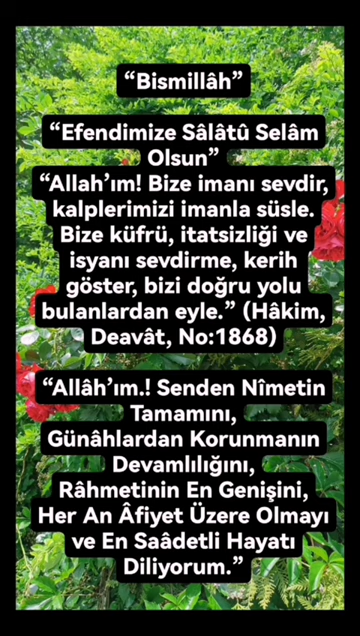 “Bismillâh”
“Efendimize Sâlâtû Selâm
Olsun”
“Allah’ım! Bize imanı sevdir,
kalplerimizi imanla süsle.
Bize küfrü, itatsizliği ve
isyanı sevdirme, kerih
göster, bizi doğru yolu
bulanlardan eyle.” (Hâkim,
Deavât, No:1868)
“Allâh’ım.! Senden Nîmetin
Tamamını,
Günâhlardan Korunmanın
Devamlılığını,
Râhmetinin En Genişini,
Her An Âfiyet Üzere Olmayı
ve En Saâdetli Hayatı
Diliyorum.”